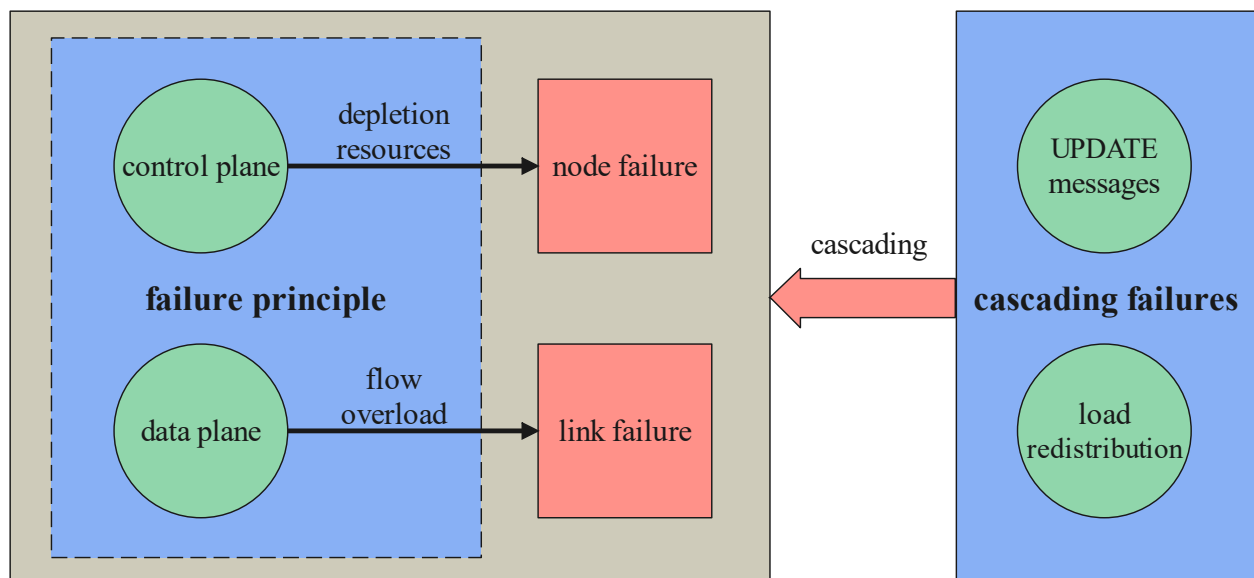 depletion
resources
control plane
node failure
failure principle
flow
overload
data plane
link failure
cascading
UPDATE
messages
cascading failures
load
redistribution